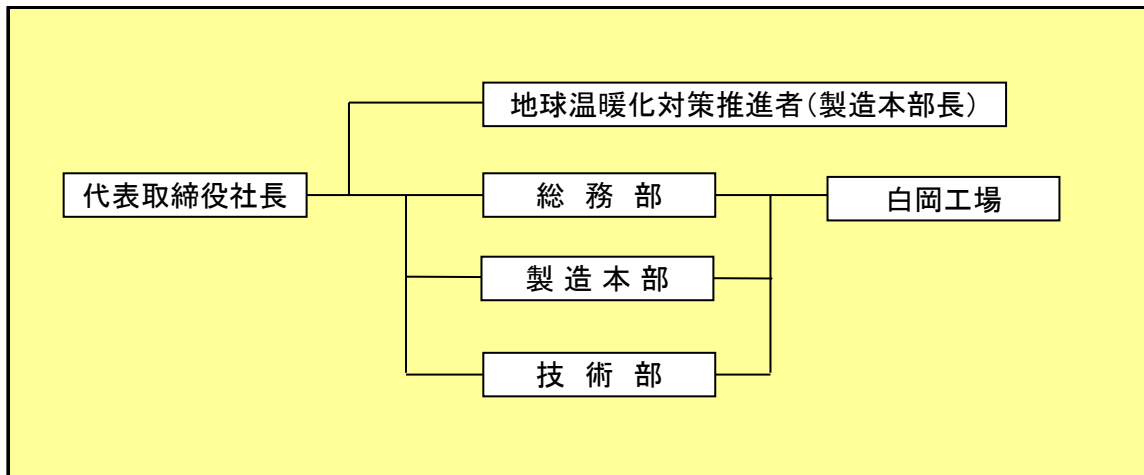 地球温暖化対策推進者(製造本部長)
代表取締役社長
総 務 部
白岡工場
製 造 本 部
技 術 部